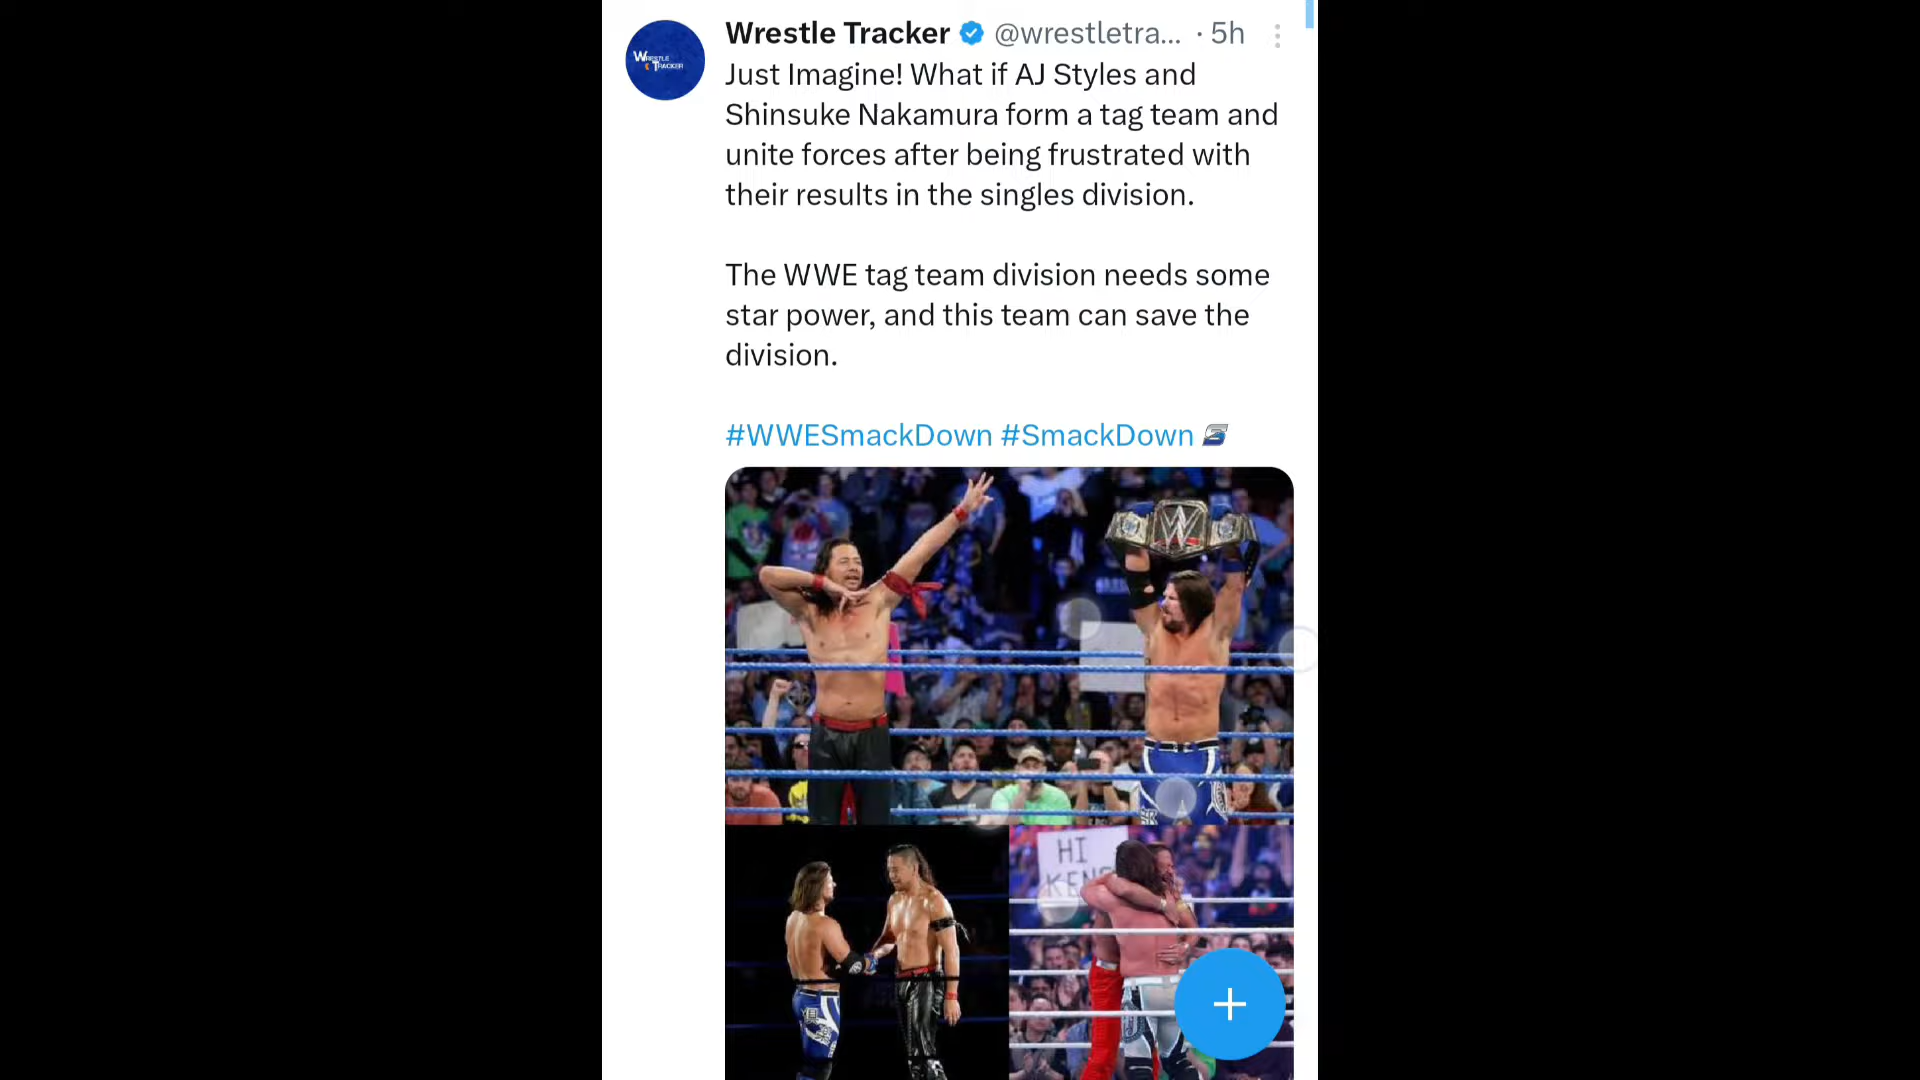 Wrestle Tracker @wrestletra... · 5h
WRESTLE
TRACKER
Just Imagine! What if AJ Styles and
Shinsuke Nakamura form a tag team and
unite forces after being frustrated with
their results in the singles division.
The WWE tag team division needs some
star power, and this team can save the
division.
#WWESmackDown #SmackDown
HI